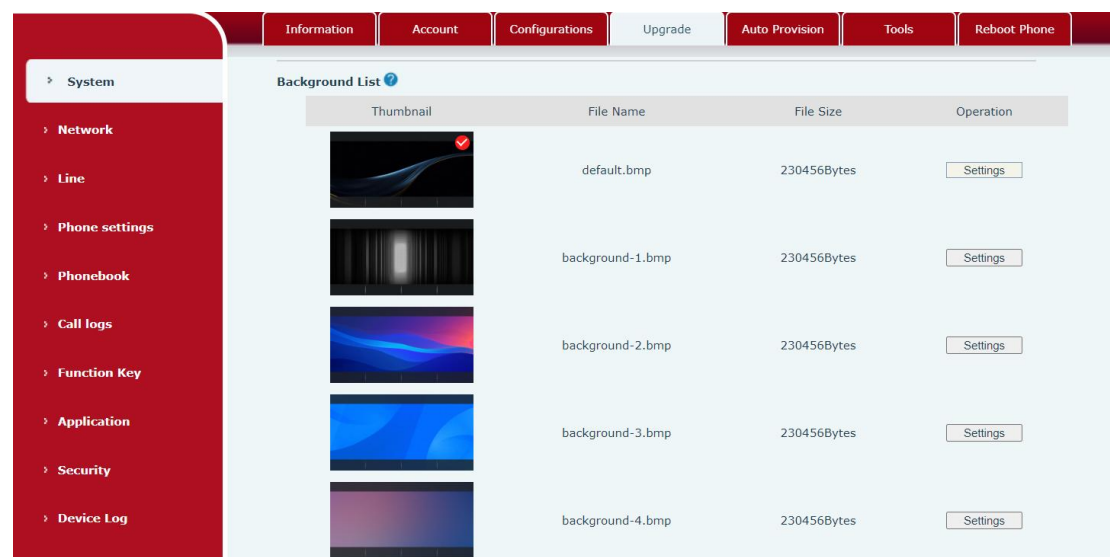 Information Account Configurations Upgrade Auto Provision Tools Reboot Phone
System
Network
Line
Phone settings
Phonebook
Call logs
Function Key
Application
Security
Device Log
Background List ?
Thumbnail File Name File Size Operation
default.bmp 230456Bytes Settings
background-1.bmp 230456Bytes Settings
background-2.bmp 230456Bytes Settings
background-3.bmp 230456Bytes Settings
background-4.bmp 230456Bytes Settings